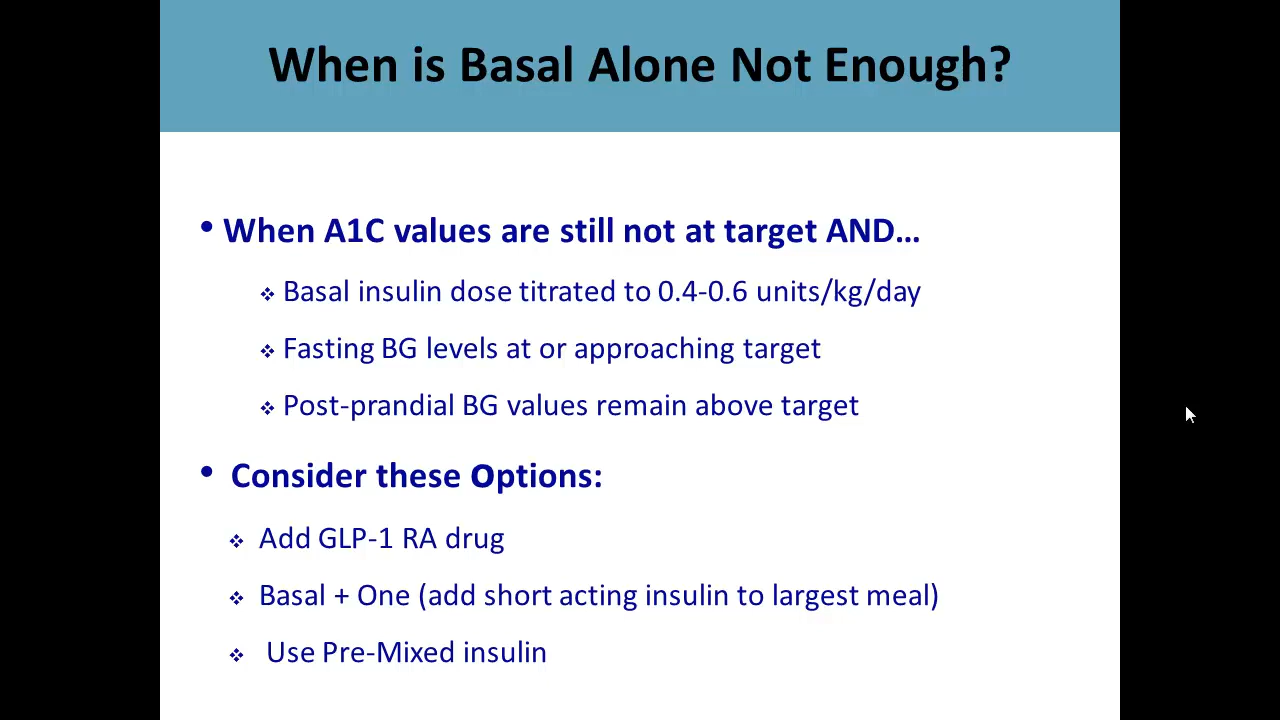 When is Basal Alone Not Enough?
• When A1C values are still not at target AND…
❖ Basal insulin dose titrated to 0.4-0.6 units/kg/day
❖ Fasting BG levels at or approaching target
❖ Post-prandial BG values remain above target
• Consider these Options:
❖ Add GLP-1 RA drug
❖ Basal + One (add short acting insulin to largest meal)
❖ Use Pre-Mixed insulin